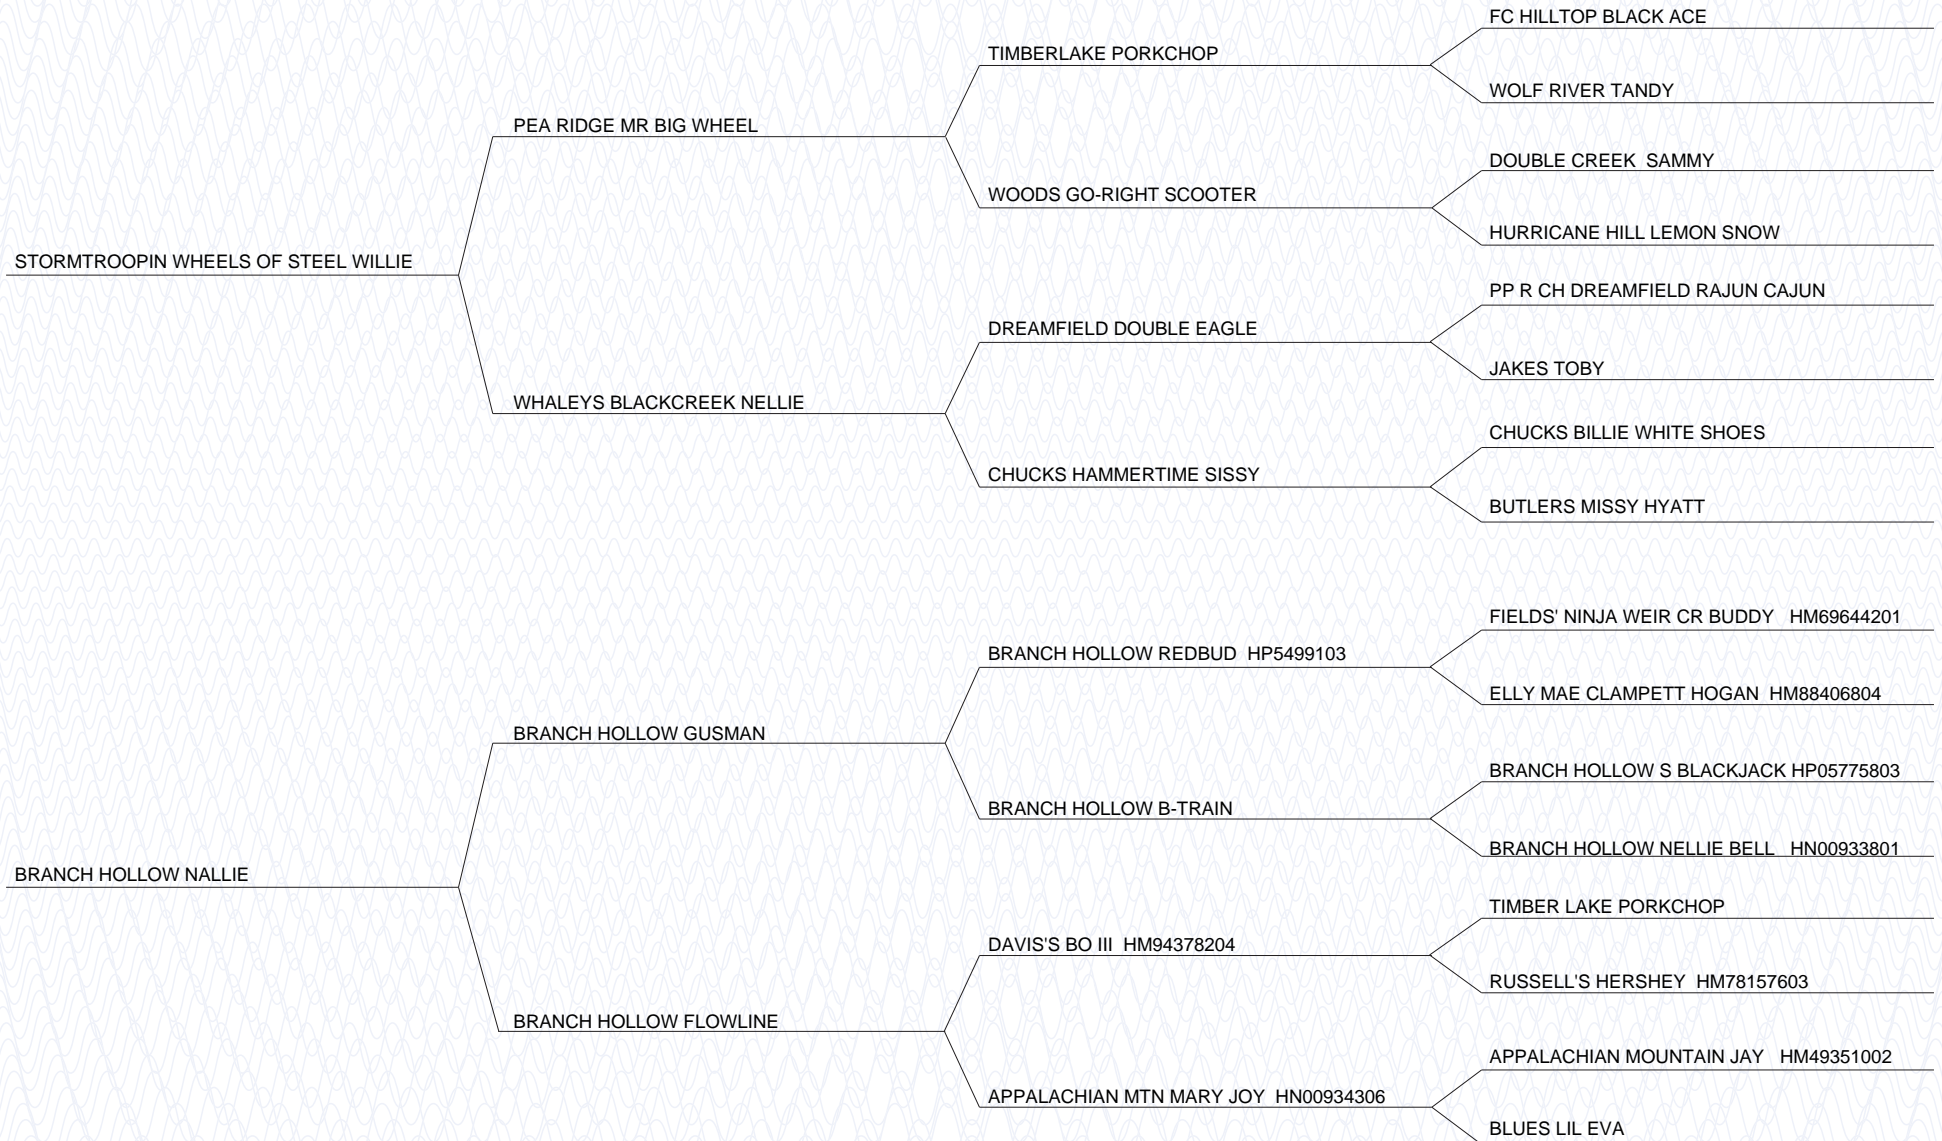 FC HILLTOP BLACK ACE
TIMBERLAKE PORKCHOP
WOLF RIVER TANDY
PEA RIDGE MR BIG WHEEL
DOUBLE CREEK  SAMMY
WOODS GO-RIGHT SCOOTER
HURRICANE HILL LEMON SNOW
STORMTROOPIN WHEELS OF STEEL WILLIE
PP R CH DREAMFIELD RAJUN CAJUN
DREAMFIELD DOUBLE EAGLE
JAKES TOBY
WHALEYS BLACKCREEK NELLIE
CHUCKS BILLIE WHITE SHOES
CHUCKS HAMMERTIME SISSY
BUTLERS MISSY HYATT
FIELDS' NINJA WEIR CR BUDDY   HM69644201
BRANCH HOLLOW REDBUD  HP5499103
ELLY MAE CLAMPETT HOGAN  HM88406804
BRANCH HOLLOW GUSMAN
BRANCH HOLLOW S BLACKJACK HP05775803
BRANCH HOLLOW B-TRAIN
BRANCH HOLLOW NELLIE BELL   HN00933801
BRANCH HOLLOW NALLIE
TIMBER LAKE PORKCHOP
DAVIS'S BO III  HM94378204
RUSSELL'S HERSHEY  HM78157603
BRANCH HOLLOW FLOWLINE
APPALACHIAN MOUNTAIN JAY   HM49351002
APPALACHIAN MTN MARY JOY  HN00934306
BLUES LIL EVA